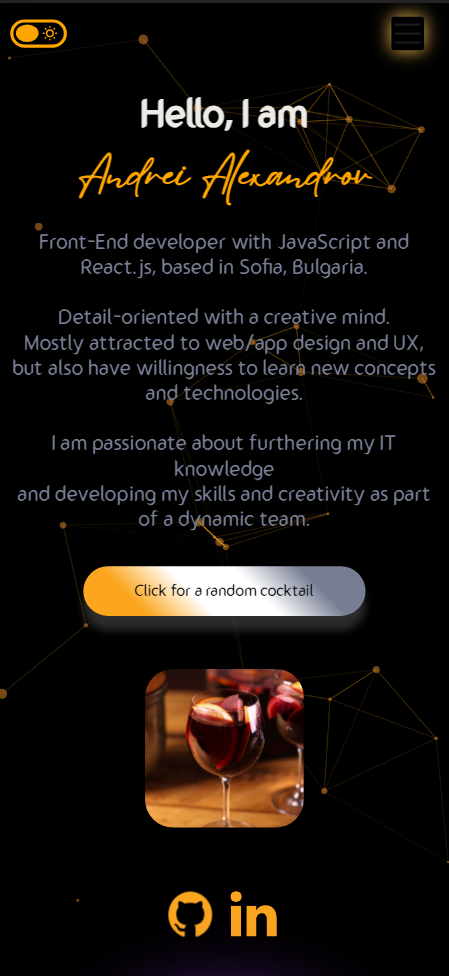 Hello, I am
Andrei Alexandrov
Front-End developer with JavaScript and
React.js, based in Sofia, Bulgaria.
Detail-oriented with a creative mind.
Mostly attracted to web/app design and UX,
but also have willingness to learn new concepts
and technologies.
I am passionate about furthering my IT
knowledge
and developing my skills and creativity as part
of a dynamic team.
Click for a random cocktail
in